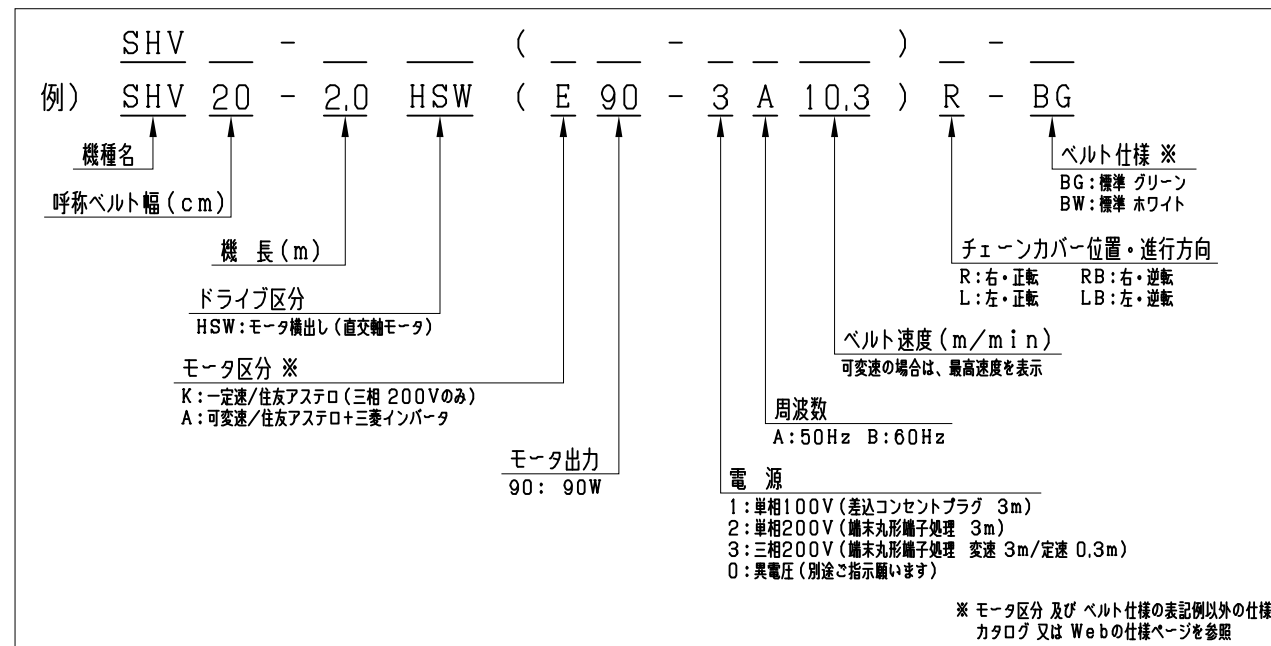 SHV - ( - ) -
例) SHV 20 - 2,0 HSW ( E 90 - 3 A 10,3 ) R - BG
機種名
呼称ベルト幅(cm)
機 長(m)
ドライブ区分
HSW:モータ横出し(直交軸モータ)
モータ区分 ※
K:一定速/住友アステロ(三相 200Vのみ)
A:可変速/住友アステロ+三菱インバータ
モータ出力
90: 90W
電 源
1:単相100V(差込コンセントプラグ 3m)
2:単相200V(端末丸形端子処理 3m)
3:三相200V(端末丸形端子処理 変速 3m/定速 0,3m)
0:異電圧(別途ご指示願います)
周波数
A:50Hz B:60Hz
ベルト速度(m/min)
可変速の場合は、最高速度を表示
チェーンカバー位置・進行方向
R:右・正転 RB:右・逆転
L:左・正転 LB:左・逆転
ベルト仕様 ※
BG:標準 グリーン
BW:標準 ホワイト
※ モータ区分 及び ベルト仕様の表記例以外の仕様
カタログ 又は Webの仕様ページを参照